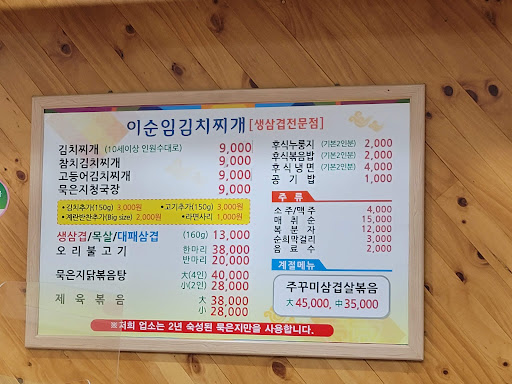 이순임김치찌개 [생삼겹전문점]
김치찌개 (10세이상 인원수대로) 9,000
참치김치찌개 9,000
고등어김치찌개 9,000
묵은지청국장 9,000
•김치추가(150g) 3,000원 •고기추가(150g) 3,000원
•계란반찬추가(Big size) 2,000원 •라면사리 1,000원
생삼겹/목살/대패삼겹 (160g) 13,000
오리불고기 한마리 38,000
반마리 20,000
묵은지닭볶음탕 大(4인) 40,000
小(2인) 28,000
제육볶음 大 38,000
小 28,000
후식누룽지 (기본2인분) 2,000
후식볶음밥 (기본2인분) 2,000
후식냉면 (기본2인분) 4,000
공기밥 1,000
주류
소주/맥주 4,000
매취순 15,000
복분자 12,000
순희막걸리 3,000
음료수 2,000
계절메뉴
주꾸미삼겹살볶음
大 45,000, 中 35,000
※저희 업소는 2년 숙성된 묵은지만을 사용합니다.